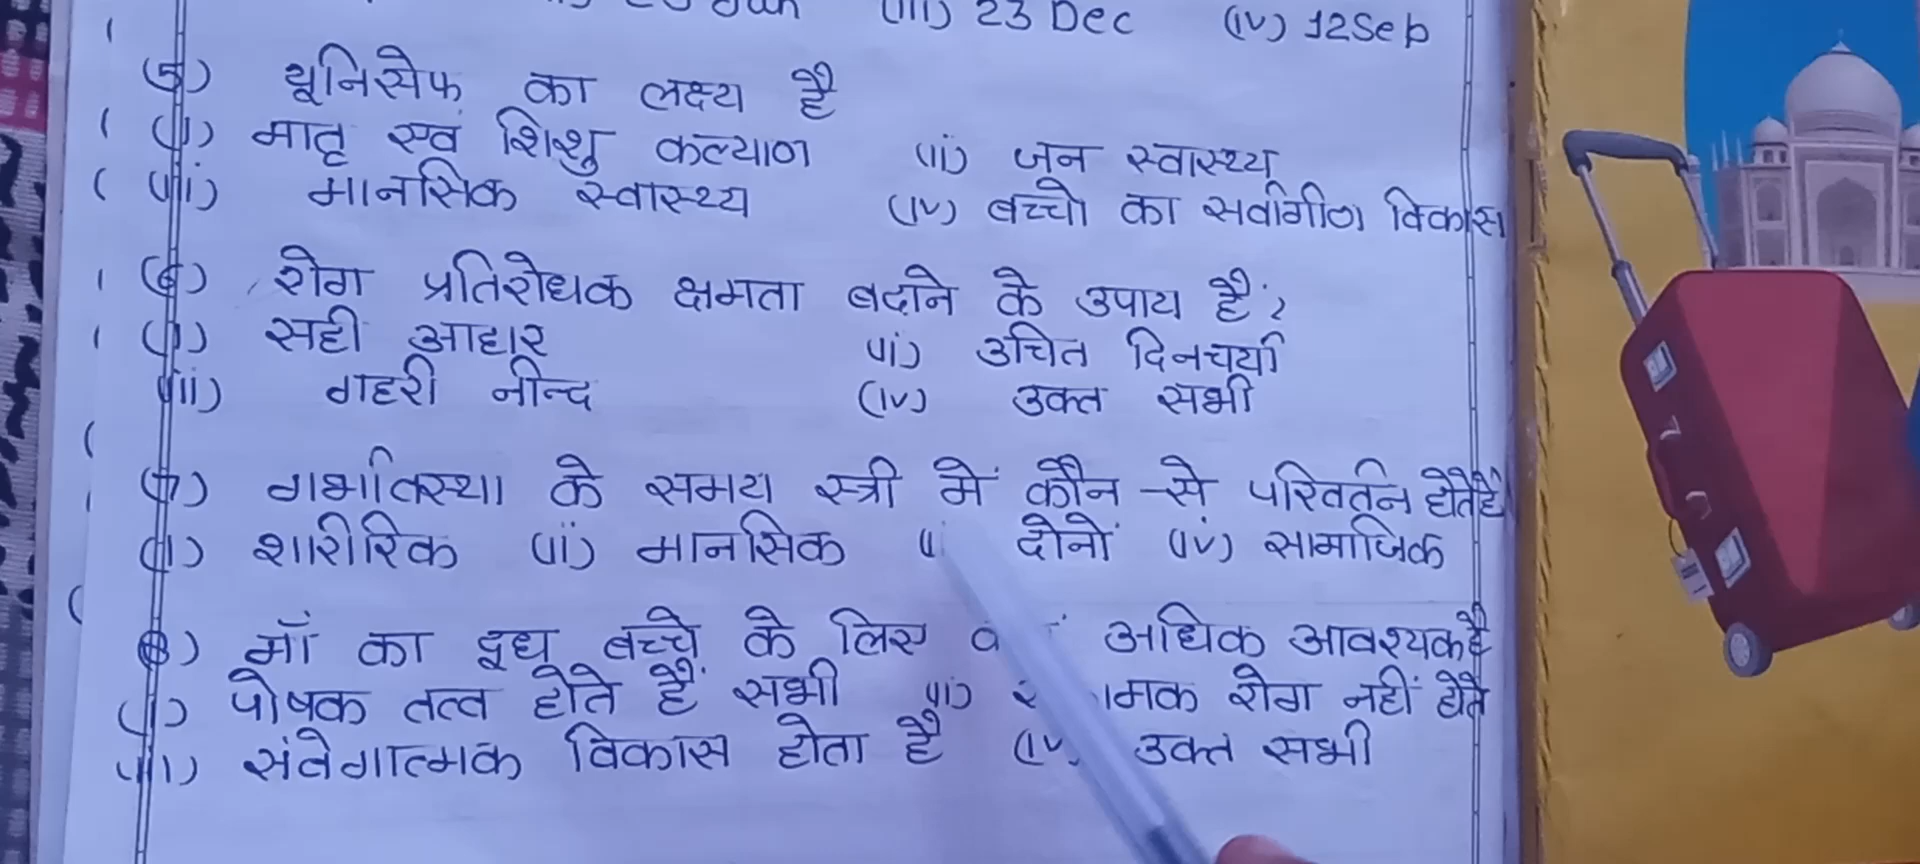 (iii) 23 Dec (iv) 12 Sep
(5) यूनिसेफ का लक्ष्य है
(i) मातृ एवं शिशु कल्याण (ii) जन स्वास्थ्य
(iii) मानसिक स्वास्थ्य (iv) बच्चो का सर्वागीण विकास
(6) रोग प्रतिरोधक क्षमता बढाने के उपाय हैं?
(i) सही आहार (ii) उचित दिनचर्या
(iii) गहरी नीन्द (iv) उक्त सभी
(7) गर्भावस्था के समय स्त्री में कौन-से परिवर्तन होते हैं
(i) शारीरिक (ii) मानसिक दोनों (iv) सामाजिक
(8) माँ का दूध बच्चे के लिए अधिक आवश्यक है
(i) पोषक तत्व होते हैं सभी (ii) रोग नहीं होते
(iii) संवेगात्मक विकास होता है (iv) उक्त सभी